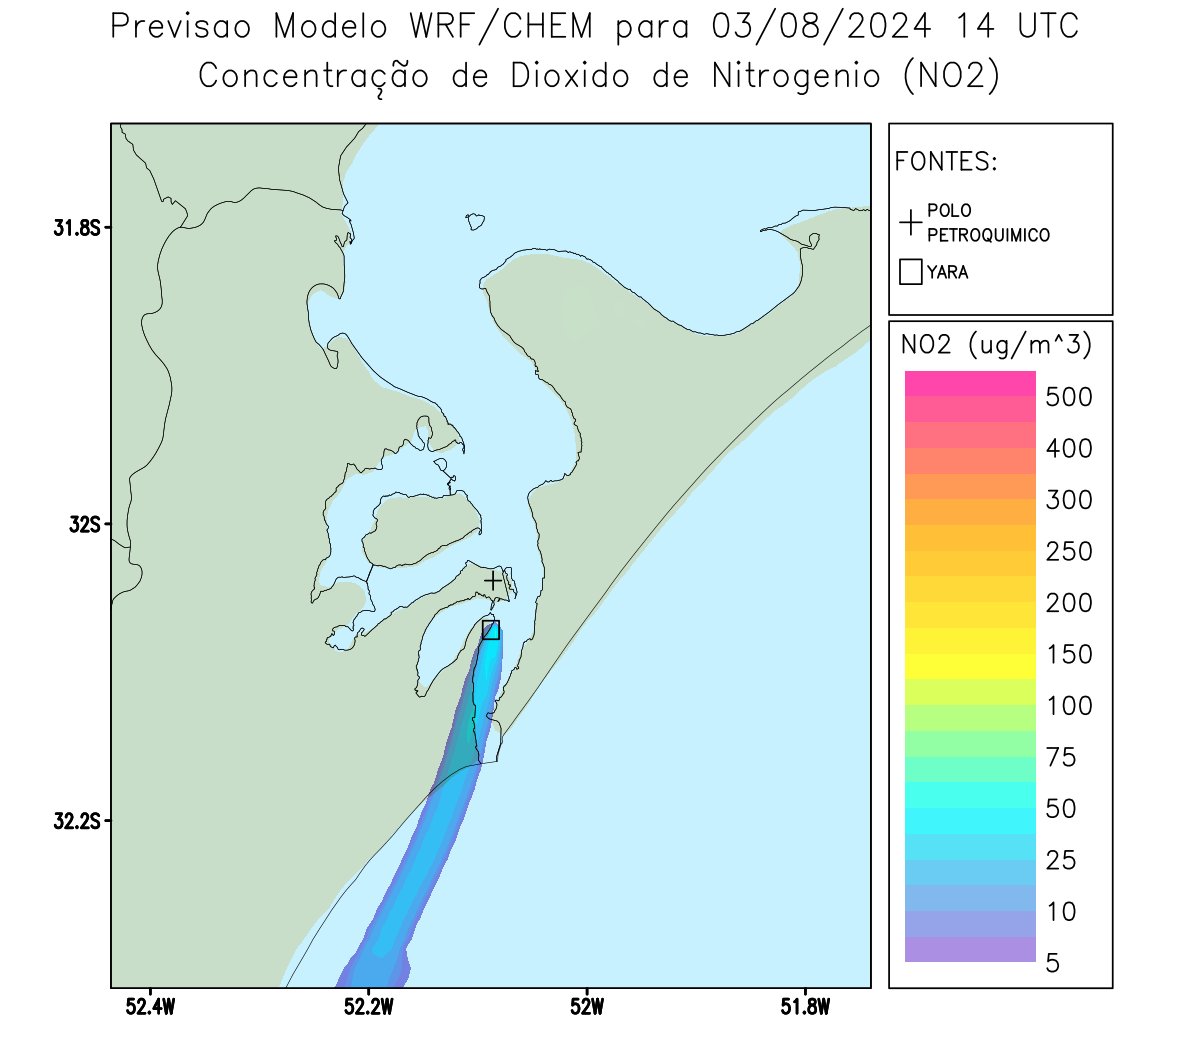 Previsao Modelo WRF/CHEM para 03/08/2024 14 UTC
Concentração de Dioxido de Nitrogenio (NO2)
FONTES:
POLO
PETROQUIMICO
YARA
NO2 (ug/m^3)
500
400
300
250
200
150
100
75
50
25
10
5
31.8S
32S
32.2S
52.4W
52.2W
52W
51.8W